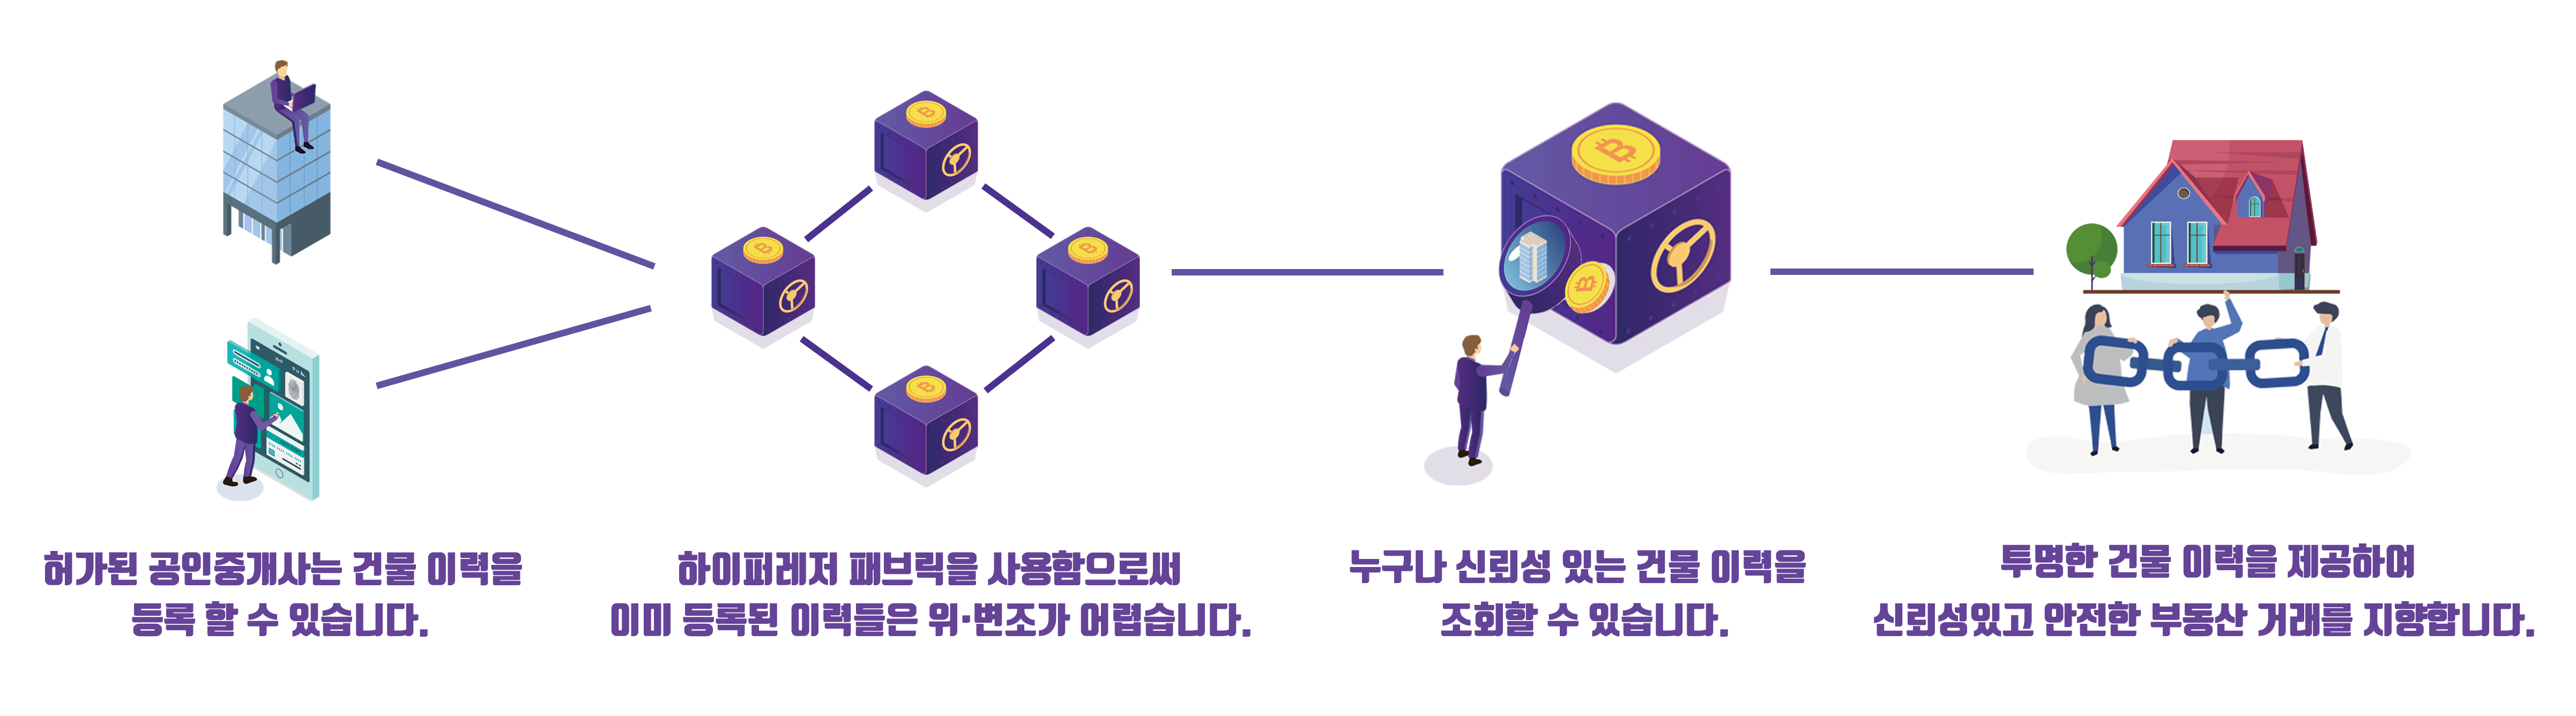 허가된 공인중개사는 건물 이력을
등록 할 수 있습니다.
하이퍼레저 패브릭을 사용함으로써
이미 등록된 이력들은 위·변조가 어렵습니다.
누구나 신뢰성 있는 건물 이력을
조회할 수 있습니다.
투명한 건물 이력을 제공하여
신뢰성있고 안전한 부동산 거래를 지향합니다.